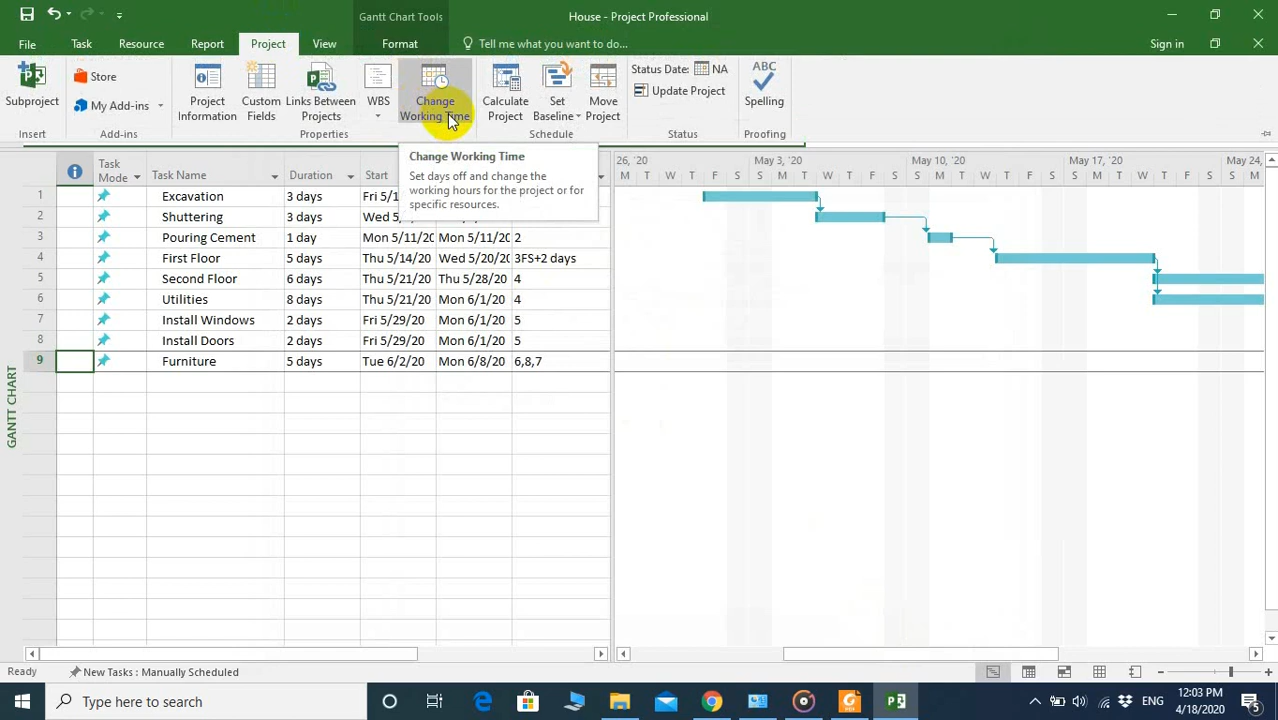 Gantt Chart Tools
House - Project Professional
File
Task
Resource
Report
Project
View
Format
Tell me what you want to do...
Sign in
Subproject
Insert
Store
My Add-ins
Add-ins
Project
Information
Custom
Fields
Links Between
Projects
WBS
Change
Working Time
Properties
Calculate
Project
Set
Baseline
Move
Project
Schedule
Status Date: NA
Update Project
Status
ABC
Spelling
Proofing
Change Working Time
Set days off and change the
working hours for the project or for
specific resources.
Task
Mode
Task Name
Duration
Start
26, '20
May 3, '20
May 10, '20
May 17, '20
May 24,
M T W T F S S M T W T F S S M T W T F S S M T W T F S S M
1 Excavation 3 days Fri 5/1
2 Shuttering 3 days Wed 5
3 Pouring Cement 1 day Mon 5/11/20 Mon 5/11/20 2
4 First Floor 5 days Thu 5/14/20 Wed 5/20/20 3FS+2 days
5 Second Floor 6 days Thu 5/21/20 Thu 5/28/20 4
6 Utilities 8 days Thu 5/21/20 Mon 6/1/20 4
7 Install Windows 2 days Fri 5/29/20 Mon 6/1/20 5
8 Install Doors 2 days Fri 5/29/20 Mon 6/1/20 5
9 Furniture 5 days Tue 6/2/20 Mon 6/8/20 6,8,7
GANTT CHART
Ready
New Tasks : Manually Scheduled
Type here to search
ENG
12:03 PM
4/18/2020
5